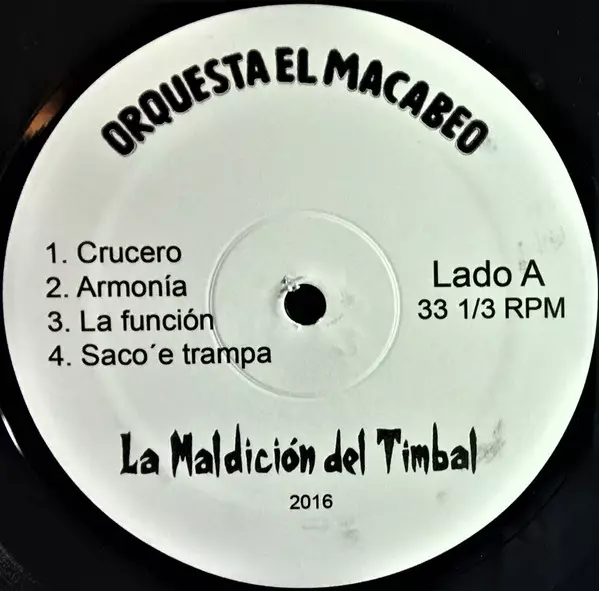 ORQUESTA EL MACABEO
1. Crucero
2. Armonía
3. La función
4. Saco´e trampa
Lado A
33 1/3 RPM
La Maldición del Timbal
2016